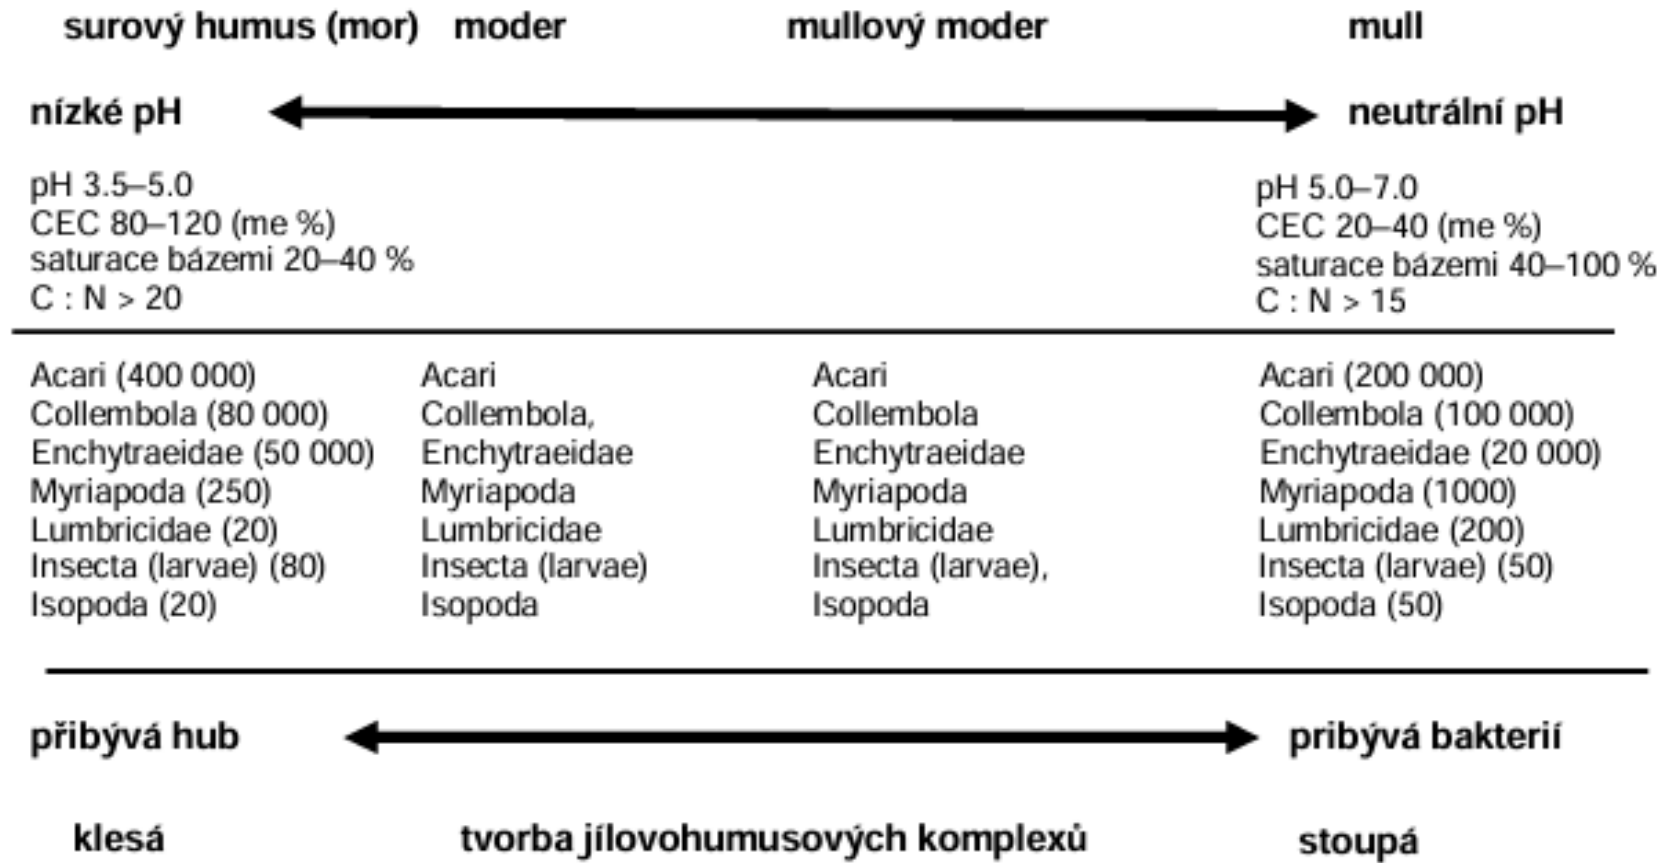 surový humus (mor) moder mullový moder mull
nízké pH neutrální pH
pH 3.5–5.0 pH 5.0–7.0
CEC 80–120 (me %) CEC 20–40 (me %)
saturace bázemi 20–40 % saturace bázemi 40–100 %
C : N > 20 C : N > 15
Acari (400 000) Acari Acari Acari (200 000)
Collembola (80 000) Collembola, Collembola Collembola (100 000)
Enchytraeidae (50 000) Enchytraeidae Enchytraeidae Enchytraeidae (20 000)
Myriapoda (250) Myriapoda Myriapoda Myriapoda (1000)
Lumbricidae (20) Lumbricidae Lumbricidae Lumbricidae (200)
Insecta (larvae) (80) Insecta (larvae) Insecta (larvae), Insecta (larvae) (50)
Isopoda (20) Isopoda Isopoda Isopoda (50)
přibývá hub pribývá bakterií
klesá tvorba jílovohumusových komplexů stoupá